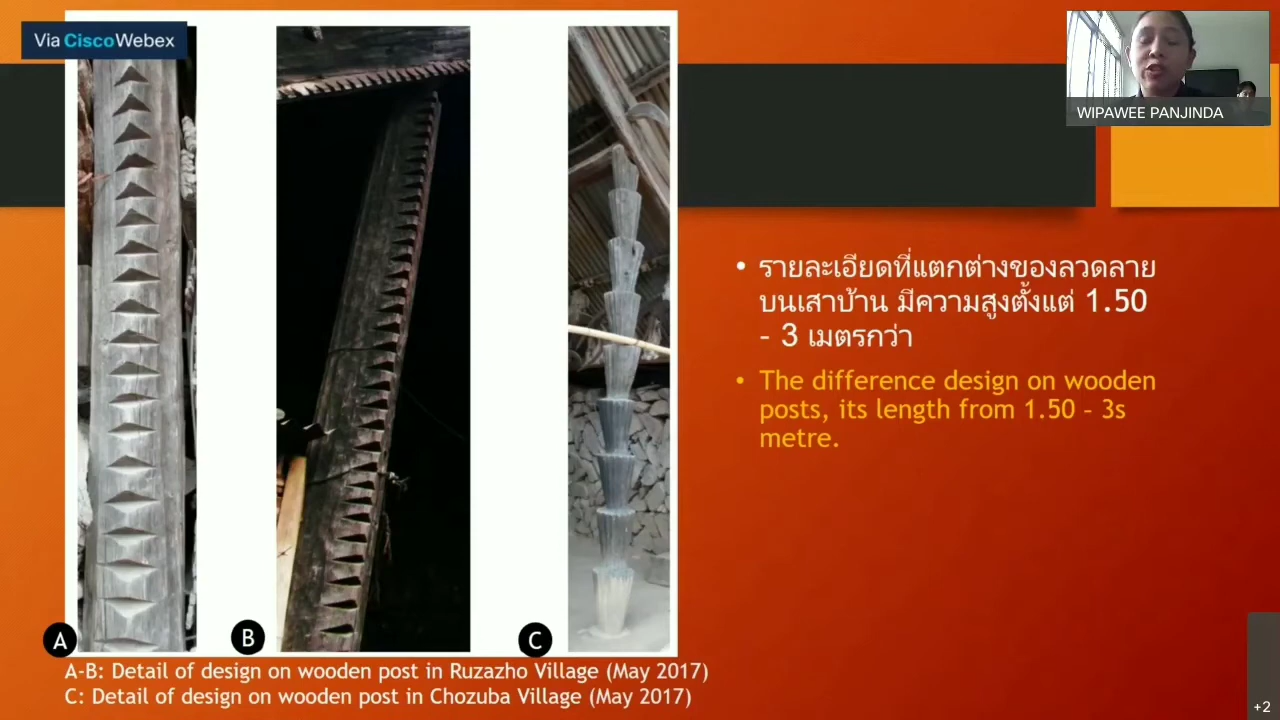 Via Cisco Webex
WIPAWEE PANJINDA
• รายละเอียดที่แตกต่างของลวดลาย
บนเสาบ้าน มีความสูงตั้งแต่ 1.50
– 3 เมตรกว่า
• The difference design on wooden
posts, its length from 1.50 – 3s
metre.
A
B
C
A-B: Detail of design on wooden post in Ruzazho Village (May 2017)
C: Detail of design on wooden post in Chozuba Village (May 2017)
+2